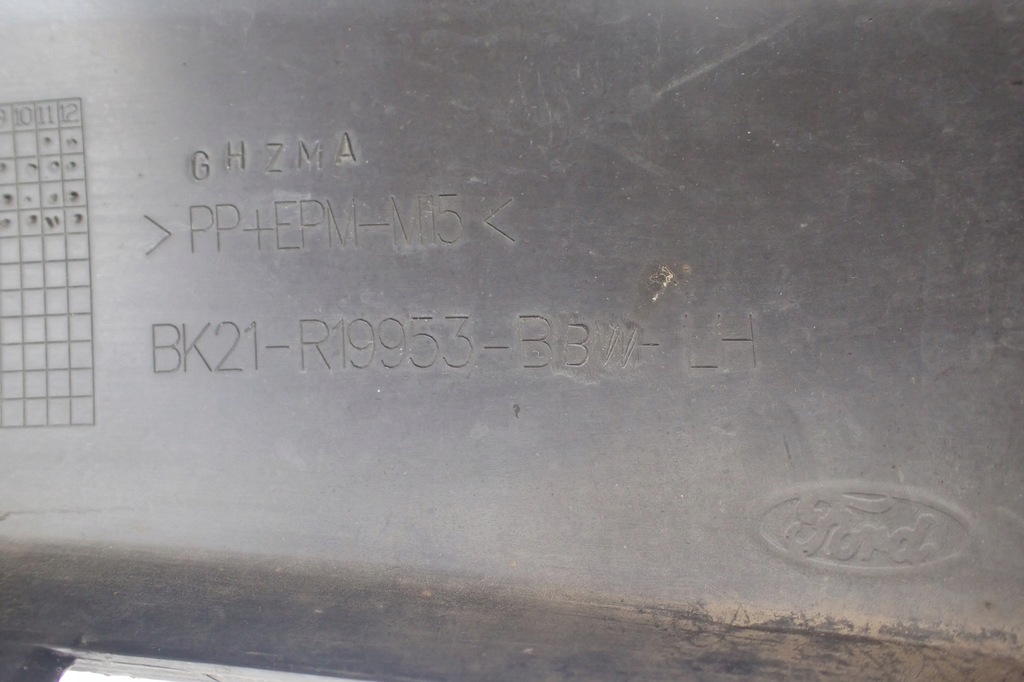 9 10 11 12
GHZMA
>PP+EPM-M15<
BK21-R19953-BBW-LH
Ford